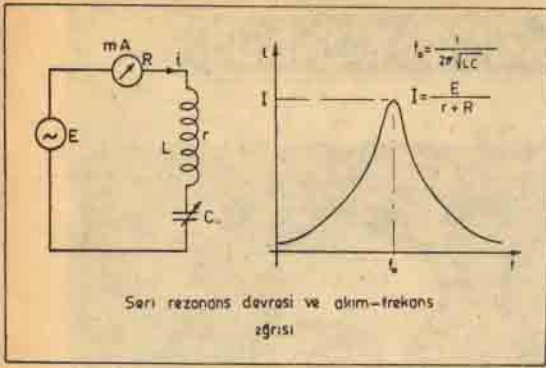 mA
R
i
E
L
r
C
i
I
f₀
f
f₀ = 1 / 2π√LC
I = E / r + R
Seri rezonans devresi ve akım-frekans
eğrisi